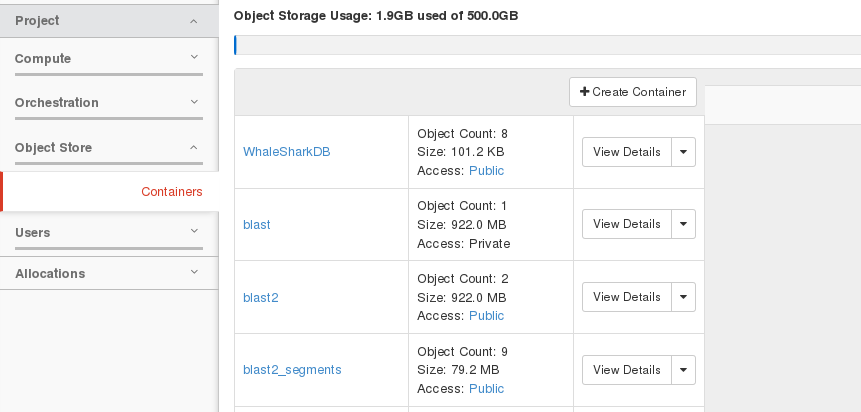 Project
Compute
Orchestration
Object Store
Containers
Users
Allocations
Object Storage Usage: 1.9GB used of 500.0GB
Create Container
WhaleSharkDB
Object Count: 8
Size: 101.2 KB
Access: Public
View Details
blast
Object Count: 1
Size: 922.0 MB
Access: Private
View Details
blast2
Object Count: 2
Size: 922.0 MB
Access: Public
View Details
blast2_segments
Object Count: 9
Size: 79.2 MB
Access: Public
View Details